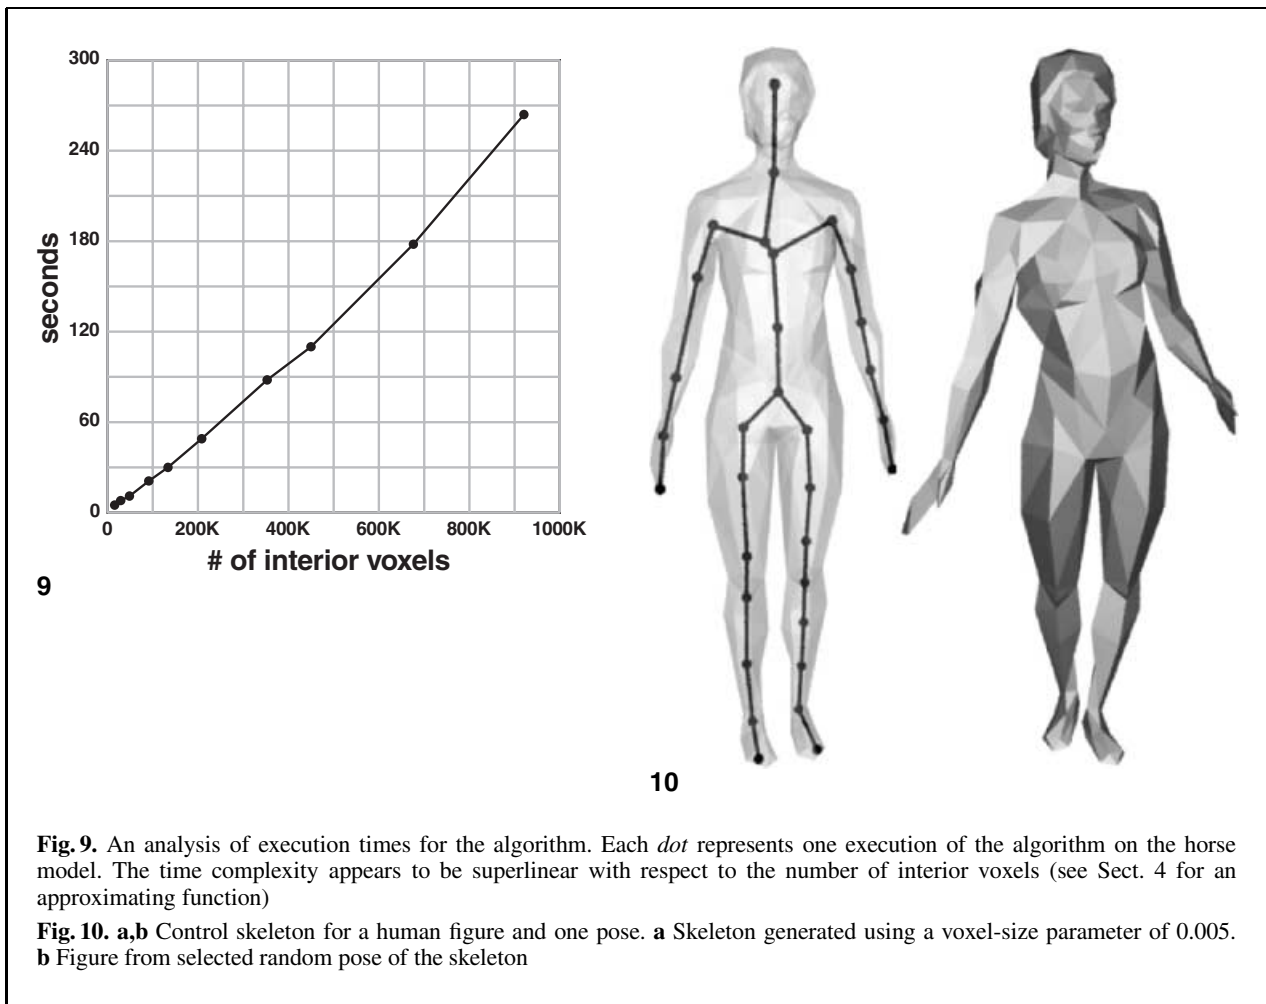 300
240
180
120
60
0
seconds
0 200K 400K 600K 800K 1000K
# of interior voxels
9
10
Fig. 9. An analysis of execution times for the algorithm. Each dot represents one execution of the algorithm on the horse
model. The time complexity appears to be superlinear with respect to the number of interior voxels (see Sect. 4 for an
approximating function)
Fig. 10. a,b Control skeleton for a human figure and one pose. a Skeleton generated using a voxel-size parameter of 0.005.
b Figure from selected random pose of the skeleton